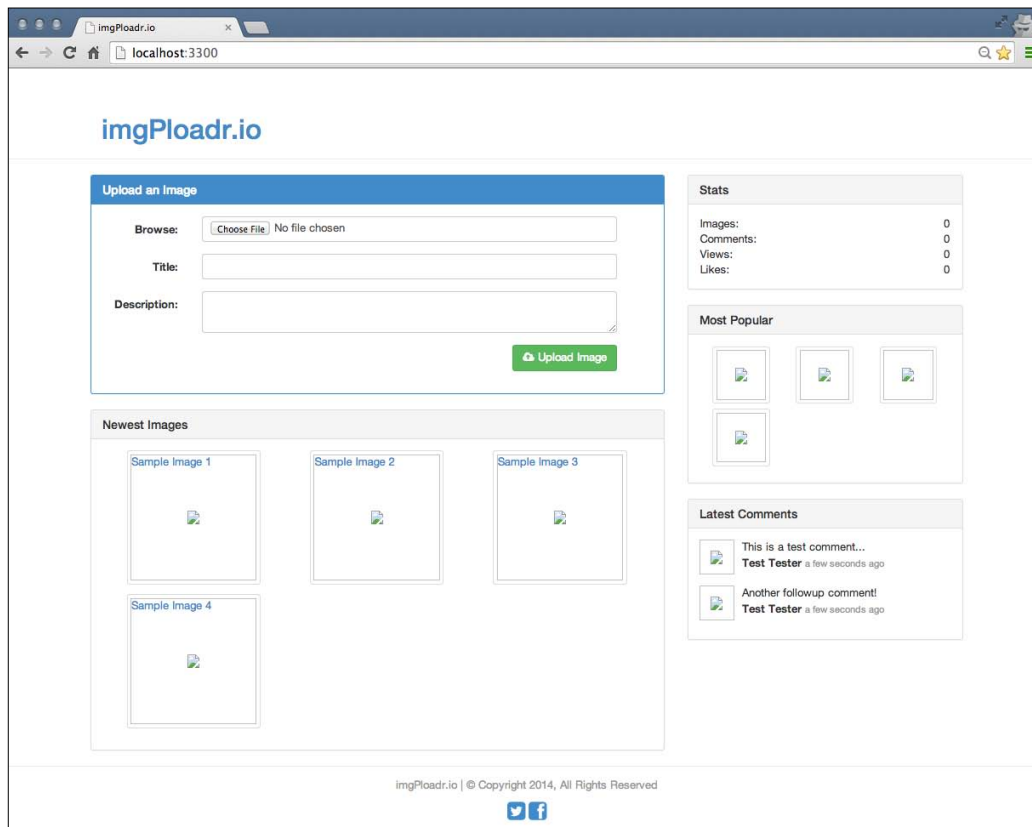 imgPloadr.io
localhost:3300
imgPloadr.io
Upload an Image
Browse:
Choose File No file chosen
Title:
Description:
Upload Image
Newest Images
Sample Image 1
Sample Image 2
Sample Image 3
Sample Image 4
Stats
Images: 0
Comments: 0
Views: 0
Likes: 0
Most Popular
Latest Comments
This is a test comment...
Test Tester a few seconds ago
Another followup comment!
Test Tester a few seconds ago
imgPloadr.io | © Copyright 2014, All Rights Reserved